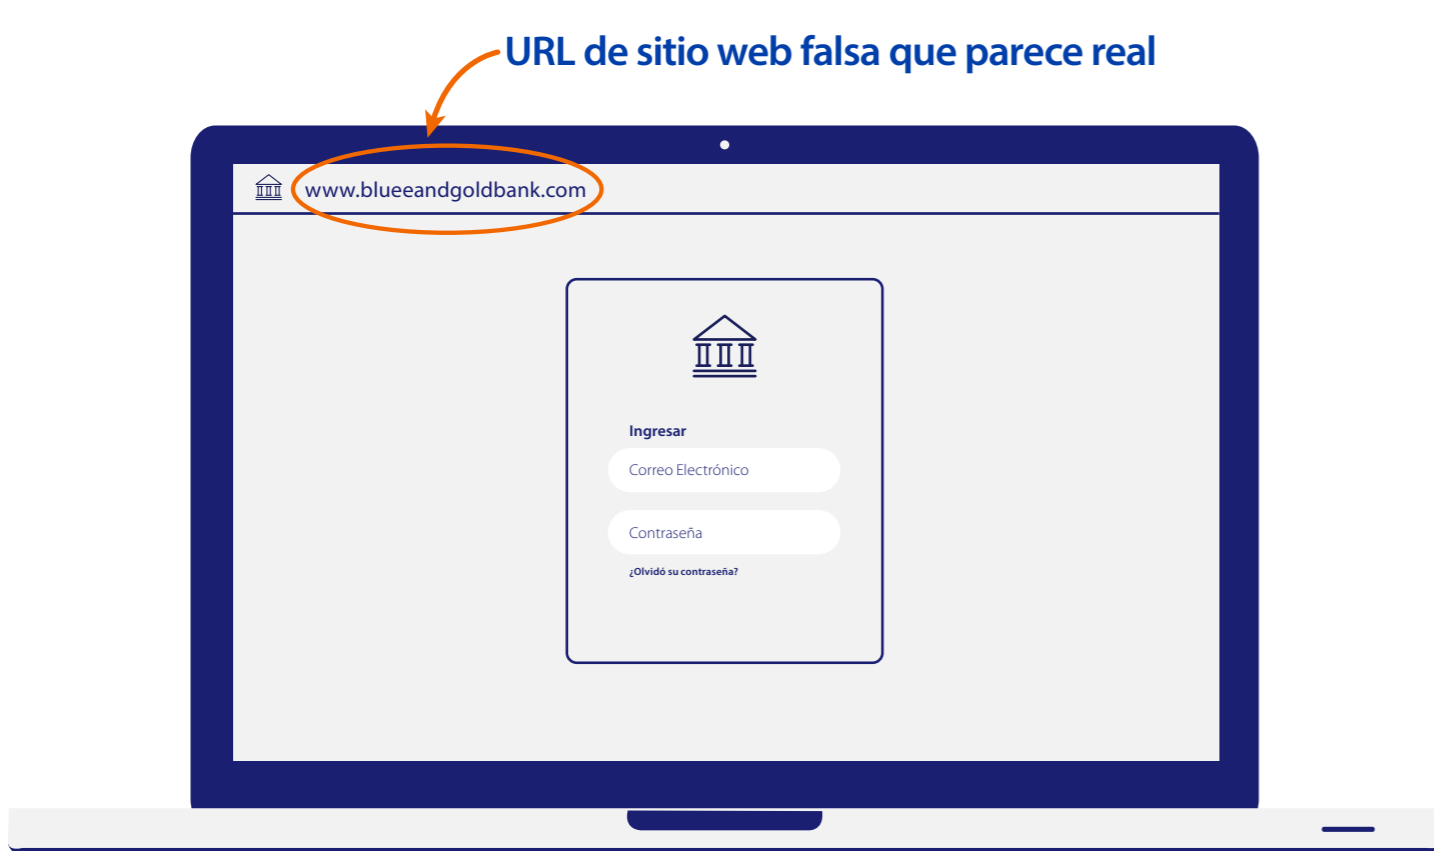 URL de sitio web falsa que parece real
www.blueeandgoldbank.com
Ingresar
Correo Electrónico
Contraseña
¿Olvidó su contraseña?